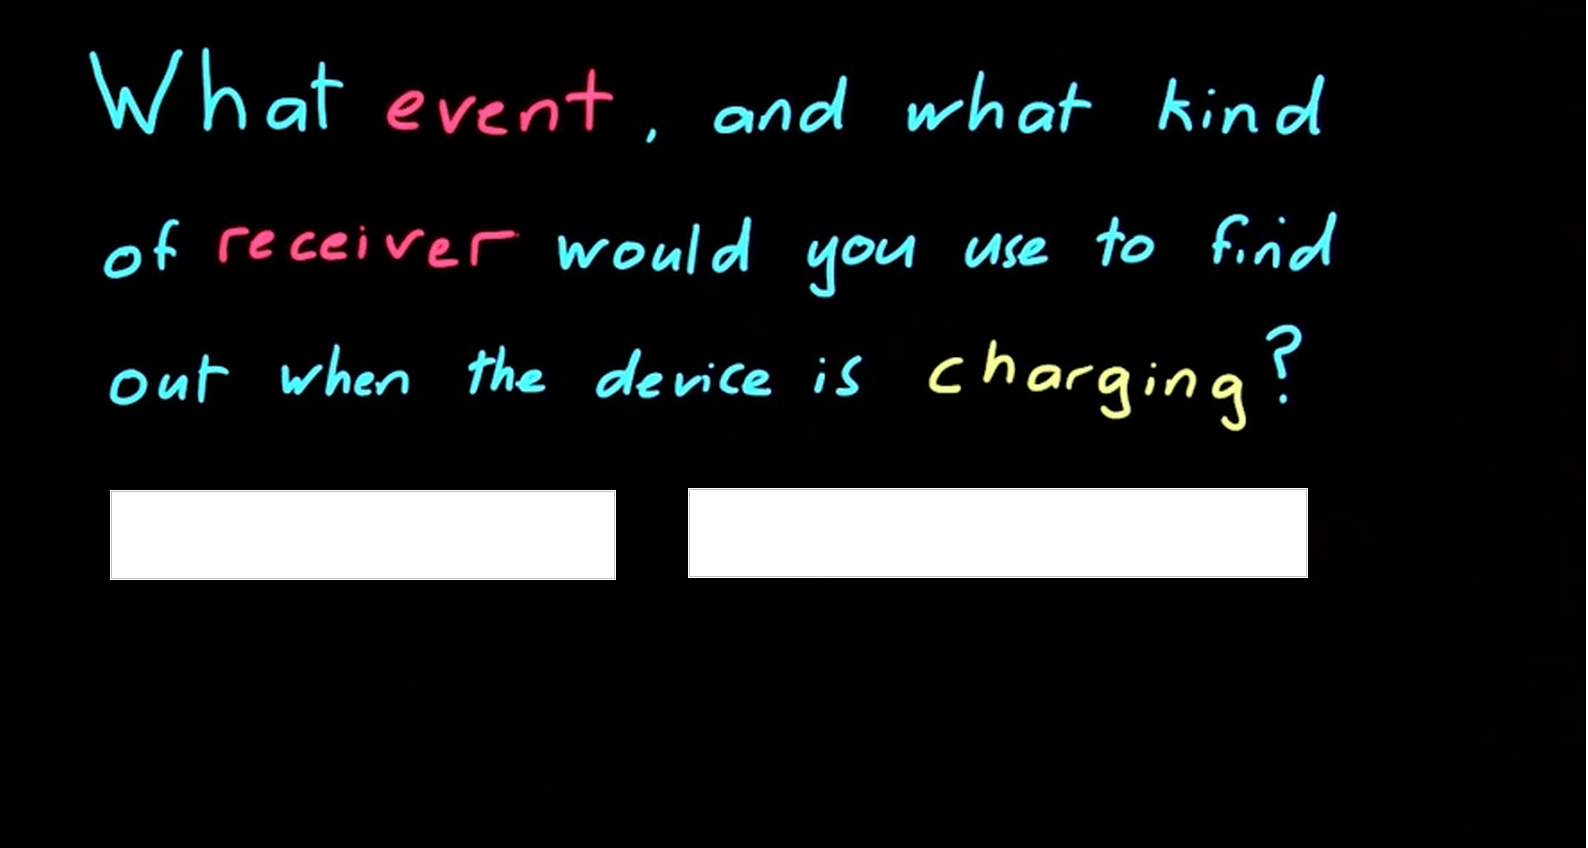 What event, and what kind
of receiver would you use to find
out when the device is charging?